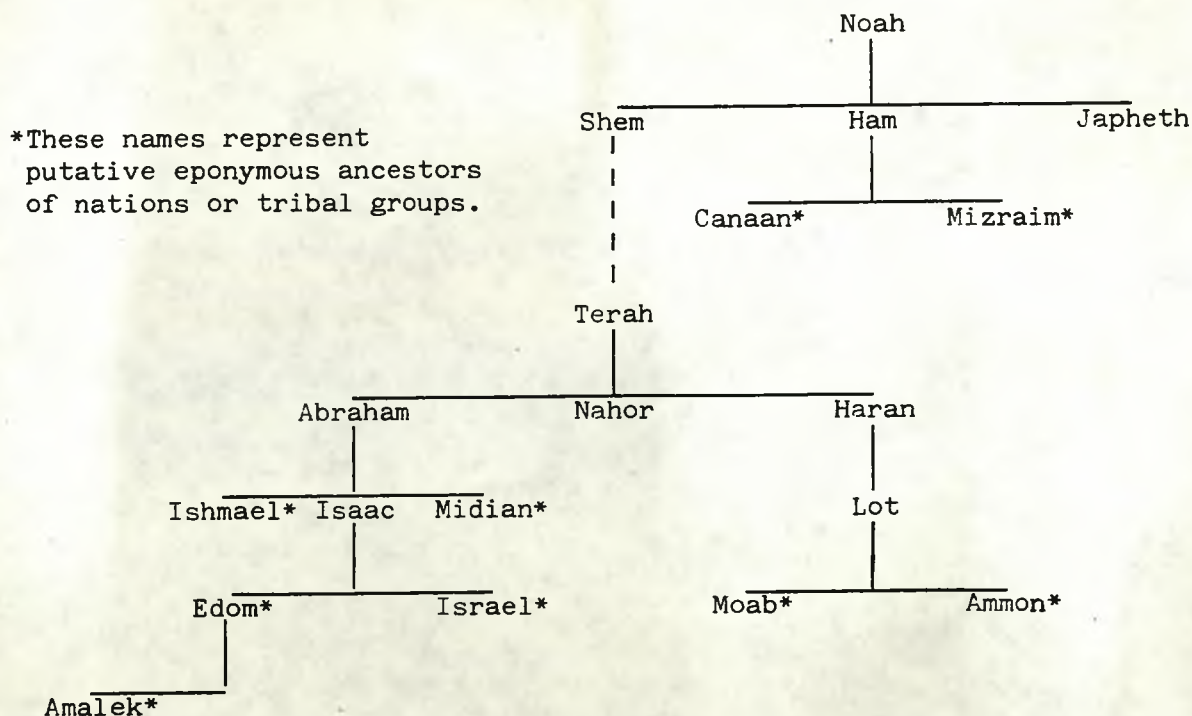 Noah
Shem Ham Japheth
*These names represent
putative eponymous ancestors
of nations or tribal groups.
Canaan* Mizraim*
Terah
Abraham Nahor Haran
Ishmael* Isaac Midian* Lot
Edom* Israel* Moab* Ammon*
Amalek*